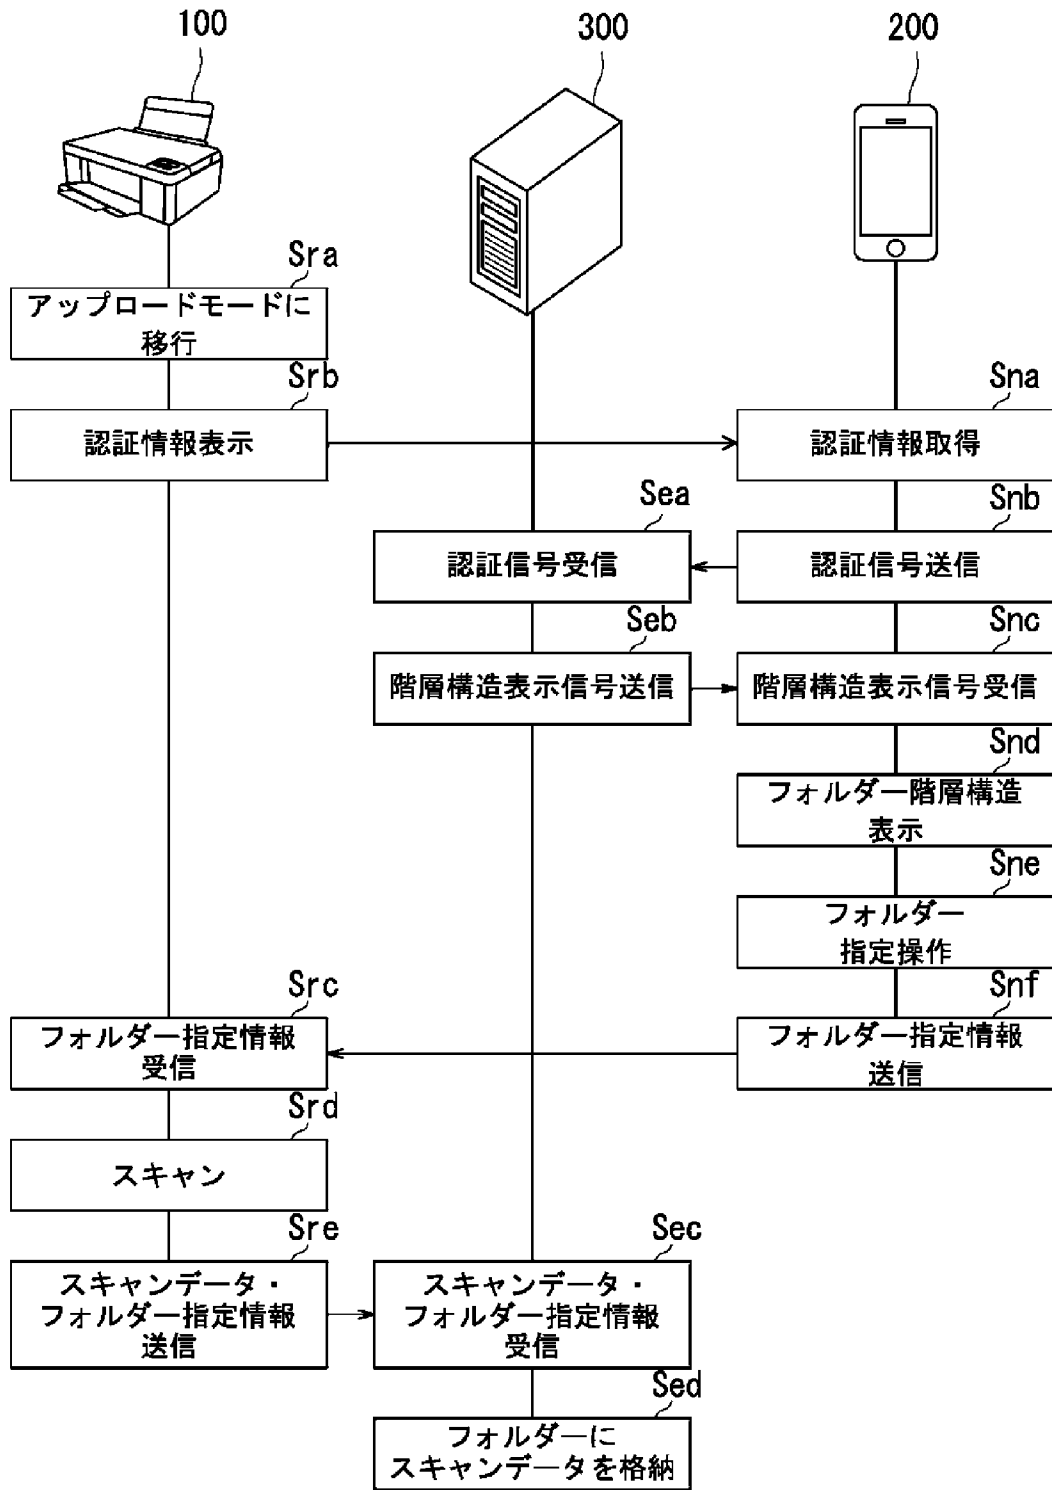 100
300
200
Sra
アップロードモードに
移行
Srb
認証情報表示
Sna
認証情報取得
Sea
認証信号受信
Snb
認証信号送信
Seb
階層構造表示信号送信
Snc
階層構造表示信号受信
Snd
フォルダー階層構造
表示
Sne
フォルダー
指定操作
Src
フォルダー指定情報
受信
Snf
フォルダー指定情報
送信
Srd
スキャン
Sre
スキャンデータ・
フォルダー指定情報
送信
Sec
スキャンデータ・
フォルダー指定情報
受信
Sed
フォルダーに
スキャンデータを格納